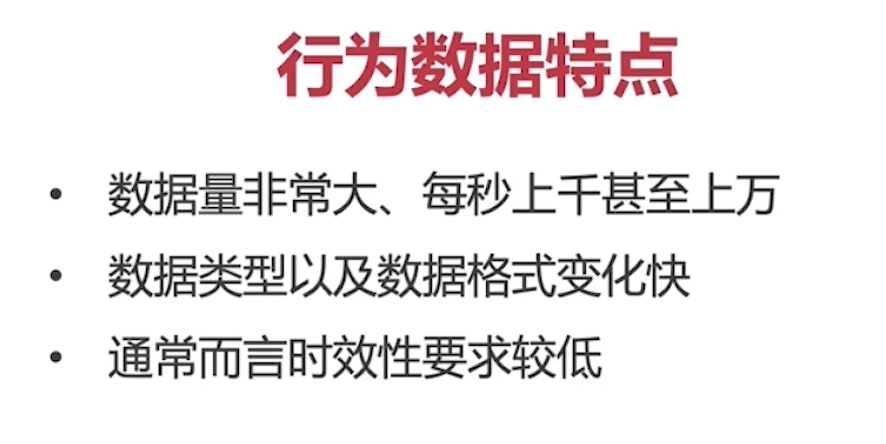 行为数据特点
• 数据量非常大、每秒上千甚至上万
• 数据类型以及数据格式变化快
• 通常而言时效性要求较低